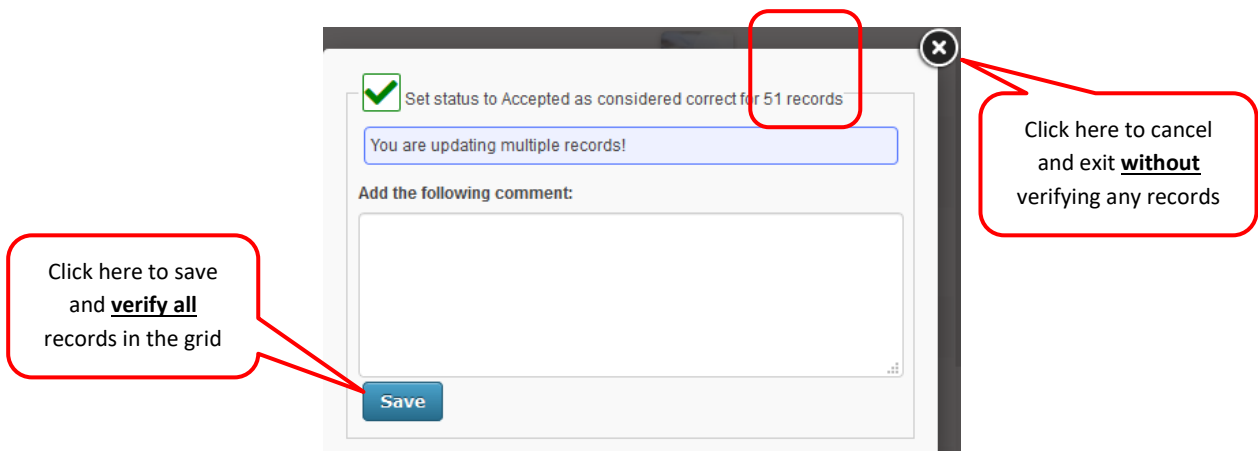 Set status to Accepted as considered correct for 51 records
You are updating multiple records!
Add the following comment:
Save
Click here to cancel
and exit without
verifying any records
Click here to save
and verify all
records in the grid